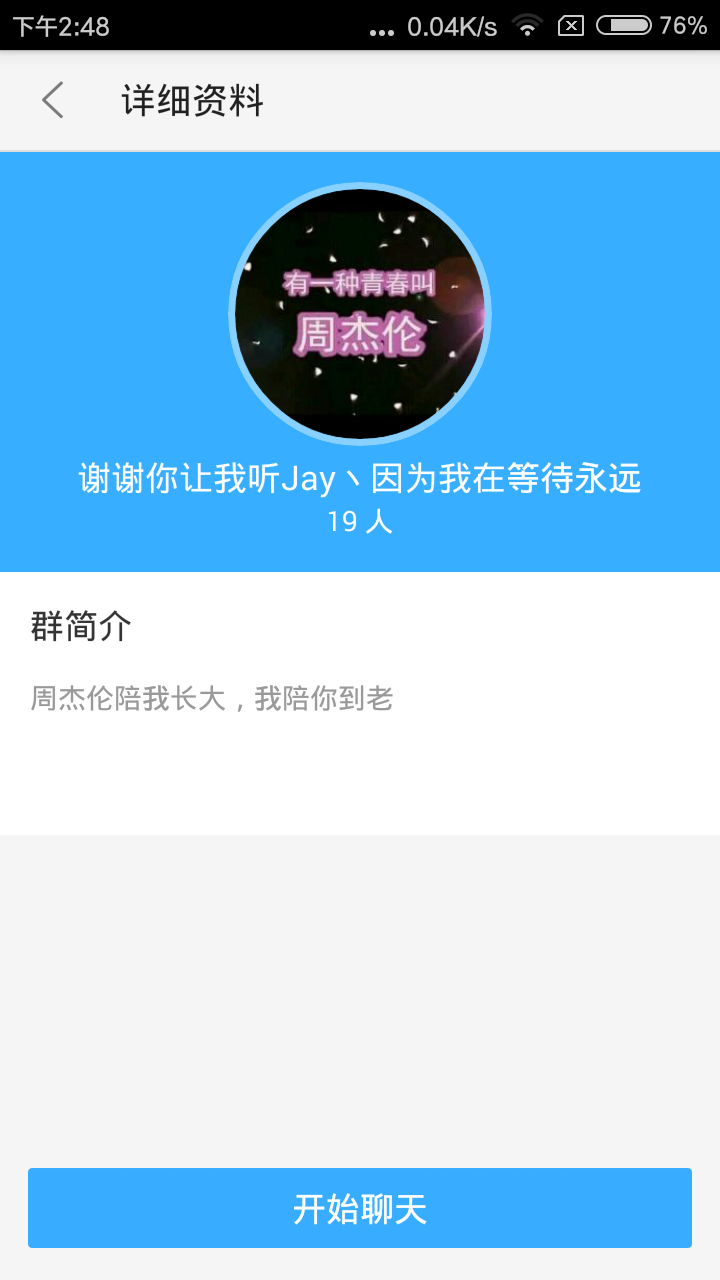 下午2:48
... 0.04K/s 76%
详细资料
有一种青春叫
周杰伦
谢谢你让我听Jay丶因为我在等待永远
19 人
群简介
周杰伦陪我长大，我陪你到老
开始聊天